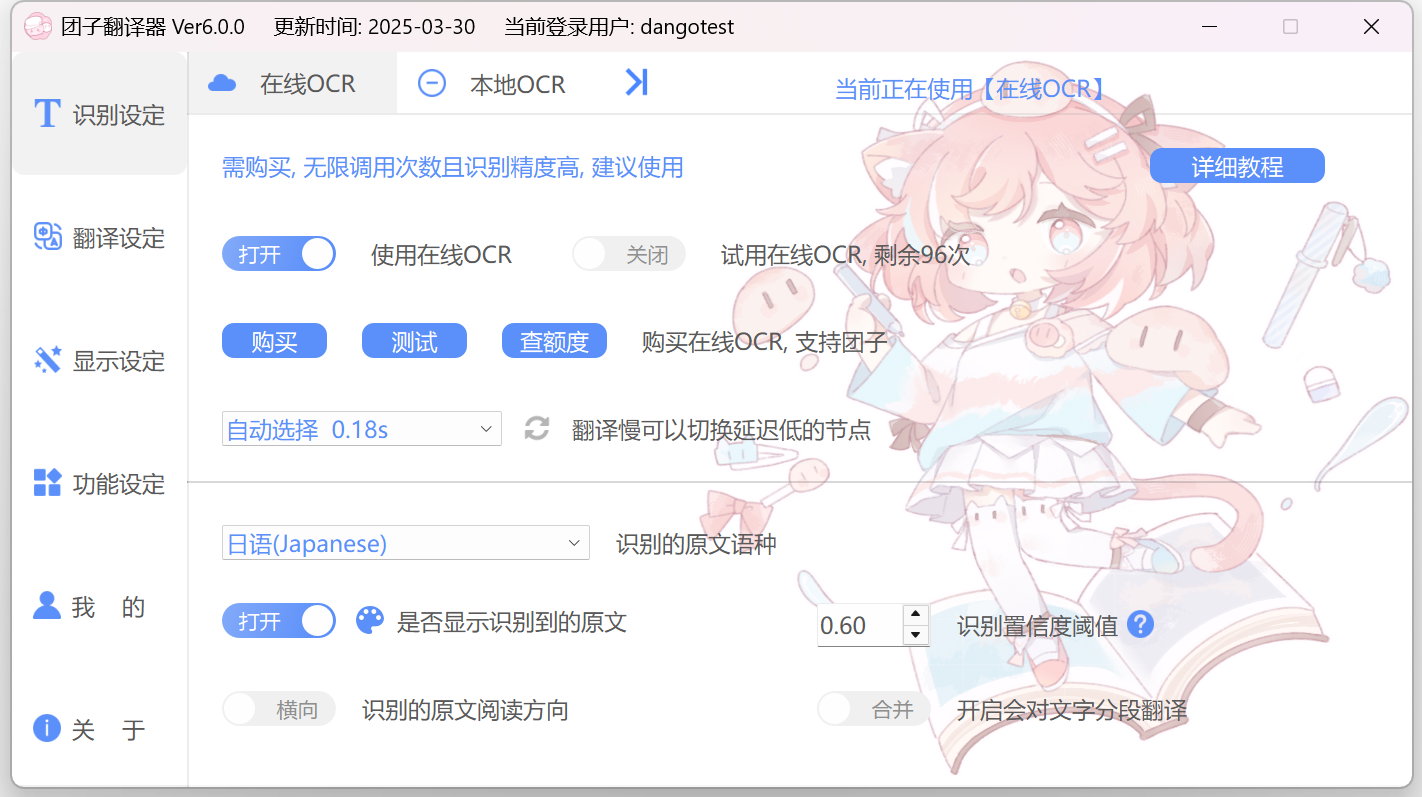 团子翻译器 Ver6.0.0 更新时间: 2025-03-30 当前登录用户: dangotest
识别设定
翻译设定
显示设定
功能设定
我 的
关 于
在线OCR 本地OCR 当前正在使用【在线OCR】
需购买, 无限调用次数且识别精度高, 建议使用 详细教程
打开 使用在线OCR 关闭 试用在线OCR, 剩余96次
购买 测试 查额度 购买在线OCR, 支持团子
自动选择 0.18s 翻译慢可以切换延迟低的节点
日语(Japanese) 识别的原文语种
打开 是否显示识别到的原文 0.60 识别置信度阈值 ?
横向 识别的原文阅读方向 合并 开启会对文字分段翻译